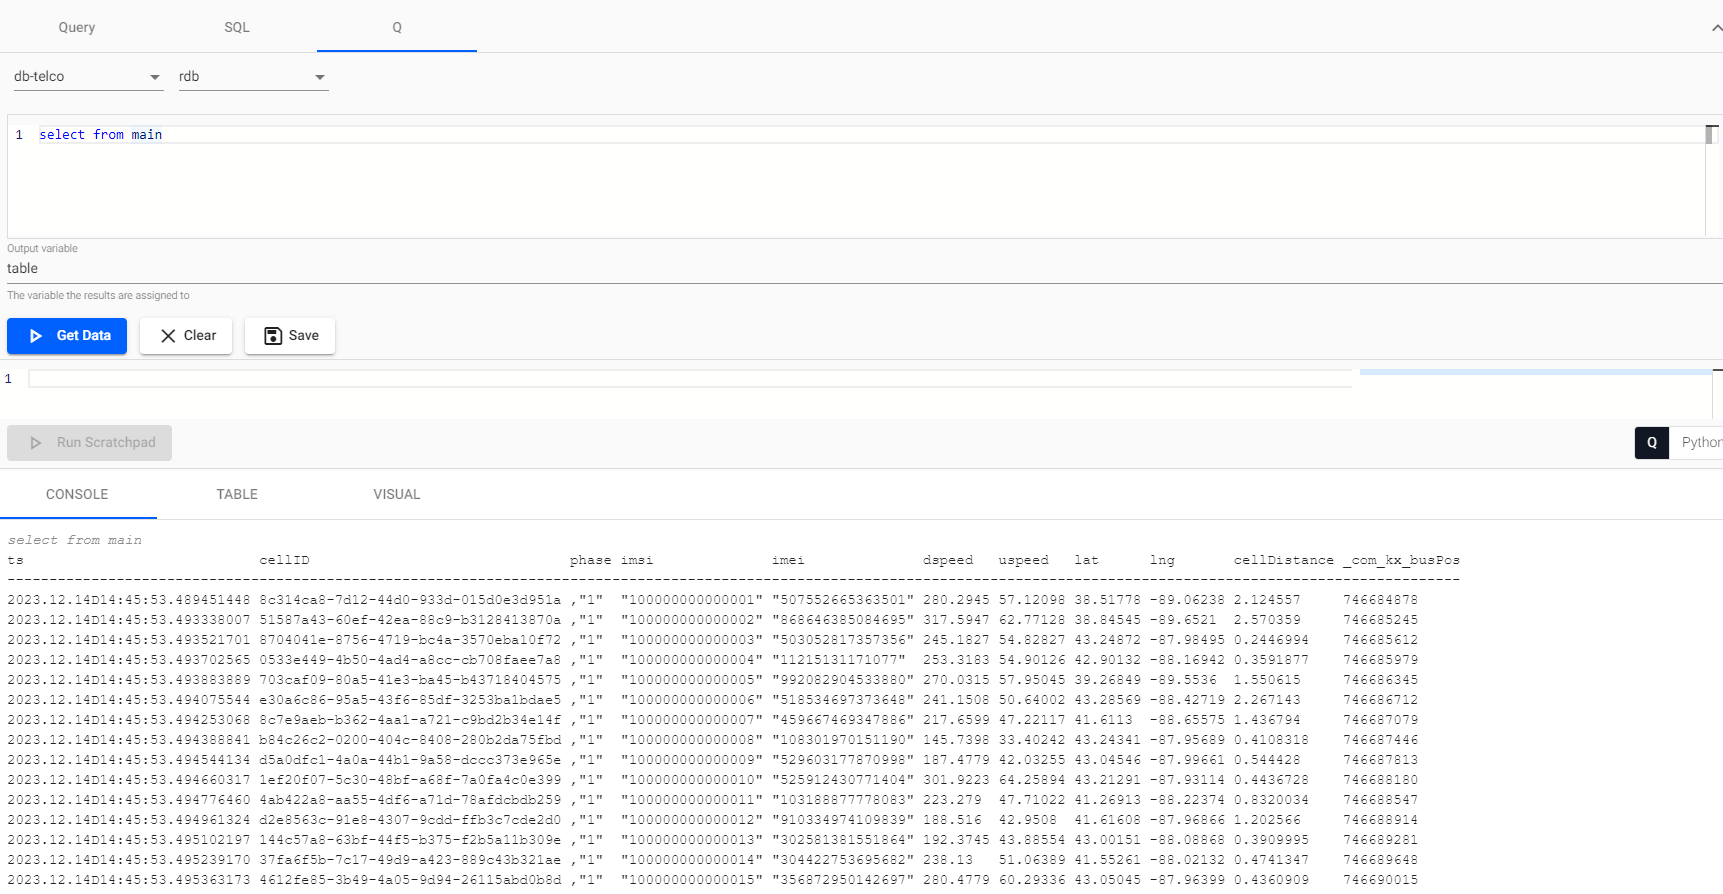 Query SQL Q
db-telco rdb
1 select from main
Output variable
table
The variable the results are assigned to
Get Data Clear Save
1
Run Scratchpad Q Python
CONSOLE TABLE VISUAL
select from main
ts cellID phase imsi imei dspeed uspeed lat lng cellDistance _com_kx_busPos
2023.12.14D14:45:53.489451448 8c314ca8-7d12-44d0-933d-015d0e3d951a ,"1" "100000000000001" "507552665363501" 280.2945 57.12098 38.51778 -89.06238 2.124557 746684878
2023.12.14D14:45:53.493338007 51587a43-60ef-42ea-88c9-b3128413870a ,"1" "100000000000002" "868646385084695" 317.5947 62.77128 38.84545 -89.6521 2.570359 746685245
2023.12.14D14:45:53.493521701 8704041e-8756-4719-bc4a-3570eba10f72 ,"1" "100000000000003" "503052817357356" 245.1827 54.82827 43.24872 -87.98495 0.2446994 746685612
2023.12.14D14:45:53.493702565 0533e449-4b50-4ad4-a8cc-cb708faee7a8 ,"1" "100000000000004" "11215131171077" 253.3183 54.90126 42.90132 -88.16942 0.3591877 746685979
2023.12.14D14:45:53.493883889 703caf09-80a5-41e3-ba45-b43718404575 ,"1" "100000000000005" "992082904533880" 270.0315 57.95045 39.26849 -89.5536 1.550615 746686345
2023.12.14D14:45:53.494075544 e30a6c86-95a5-43f6-85df-3253ba1bdae5 ,"1" "100000000000006" "518534697373648" 241.1508 50.64002 43.28569 -88.42719 2.267143 746686712
2023.12.14D14:45:53.494253068 8c7e9aeb-b362-4aa1-a721-c9bd2b34e14f ,"1" "100000000000007" "459667469347886" 217.6599 47.22117 41.6113 -88.65575 1.436794 746687079
2023.12.14D14:45:53.494388841 b84c26c2-0200-404c-8408-280b2da75fbd ,"1" "100000000000008" "108301970151190" 145.7398 33.40242 43.24341 -87.95689 0.4108318 746687446
2023.12.14D14:45:53.494544134 d5a0dfc1-4a0a-44b1-9a58-dccc373e965e ,"1" "100000000000009" "529603177870998" 187.4779 42.03255 43.04546 -87.99661 0.544428 746687813
2023.12.14D14:45:53.494660317 1ef20f07-5c30-48bf-a68f-7a0fa4c0e399 ,"1" "100000000000010" "525912430771404" 301.9223 64.25894 43.21291 -87.93114 0.4436728 746688180
2023.12.14D14:45:53.494776460 4ab422a8-aa55-4df6-a71d-78afdcbdb259 ,"1" "100000000000011" "103188877778083" 223.279 47.71022 41.26913 -88.22374 0.8320034 746688547
2023.12.14D14:45:53.494961324 d2e8563c-91e8-4307-9cdd-ffb3c7cde2d0 ,"1" "100000000000012" "910334974109839" 188.516 42.9508 41.61608 -87.96866 1.202566 746688914
2023.12.14D14:45:53.495102197 144c57a8-63bf-44f5-b375-f2b5a11b309e ,"1" "100000000000013" "302581381551864" 192.3745 43.88554 43.00151 -88.08868 0.3909995 746689281
2023.12.14D14:45:53.495239170 37fa6f5b-7c17-49d9-a423-889c43b321ae ,"1" "100000000000014" "304422753695682" 238.13 51.06389 41.55261 -88.02132 0.4741347 746689648
2023.12.14D14:45:53.495363173 4612fe85-3b49-4a05-9d94-26115abd0b8d ,"1" "100000000000015" "356872950142697" 280.4779 60.29336 43.05045 -87.96399 0.4360909 746690015